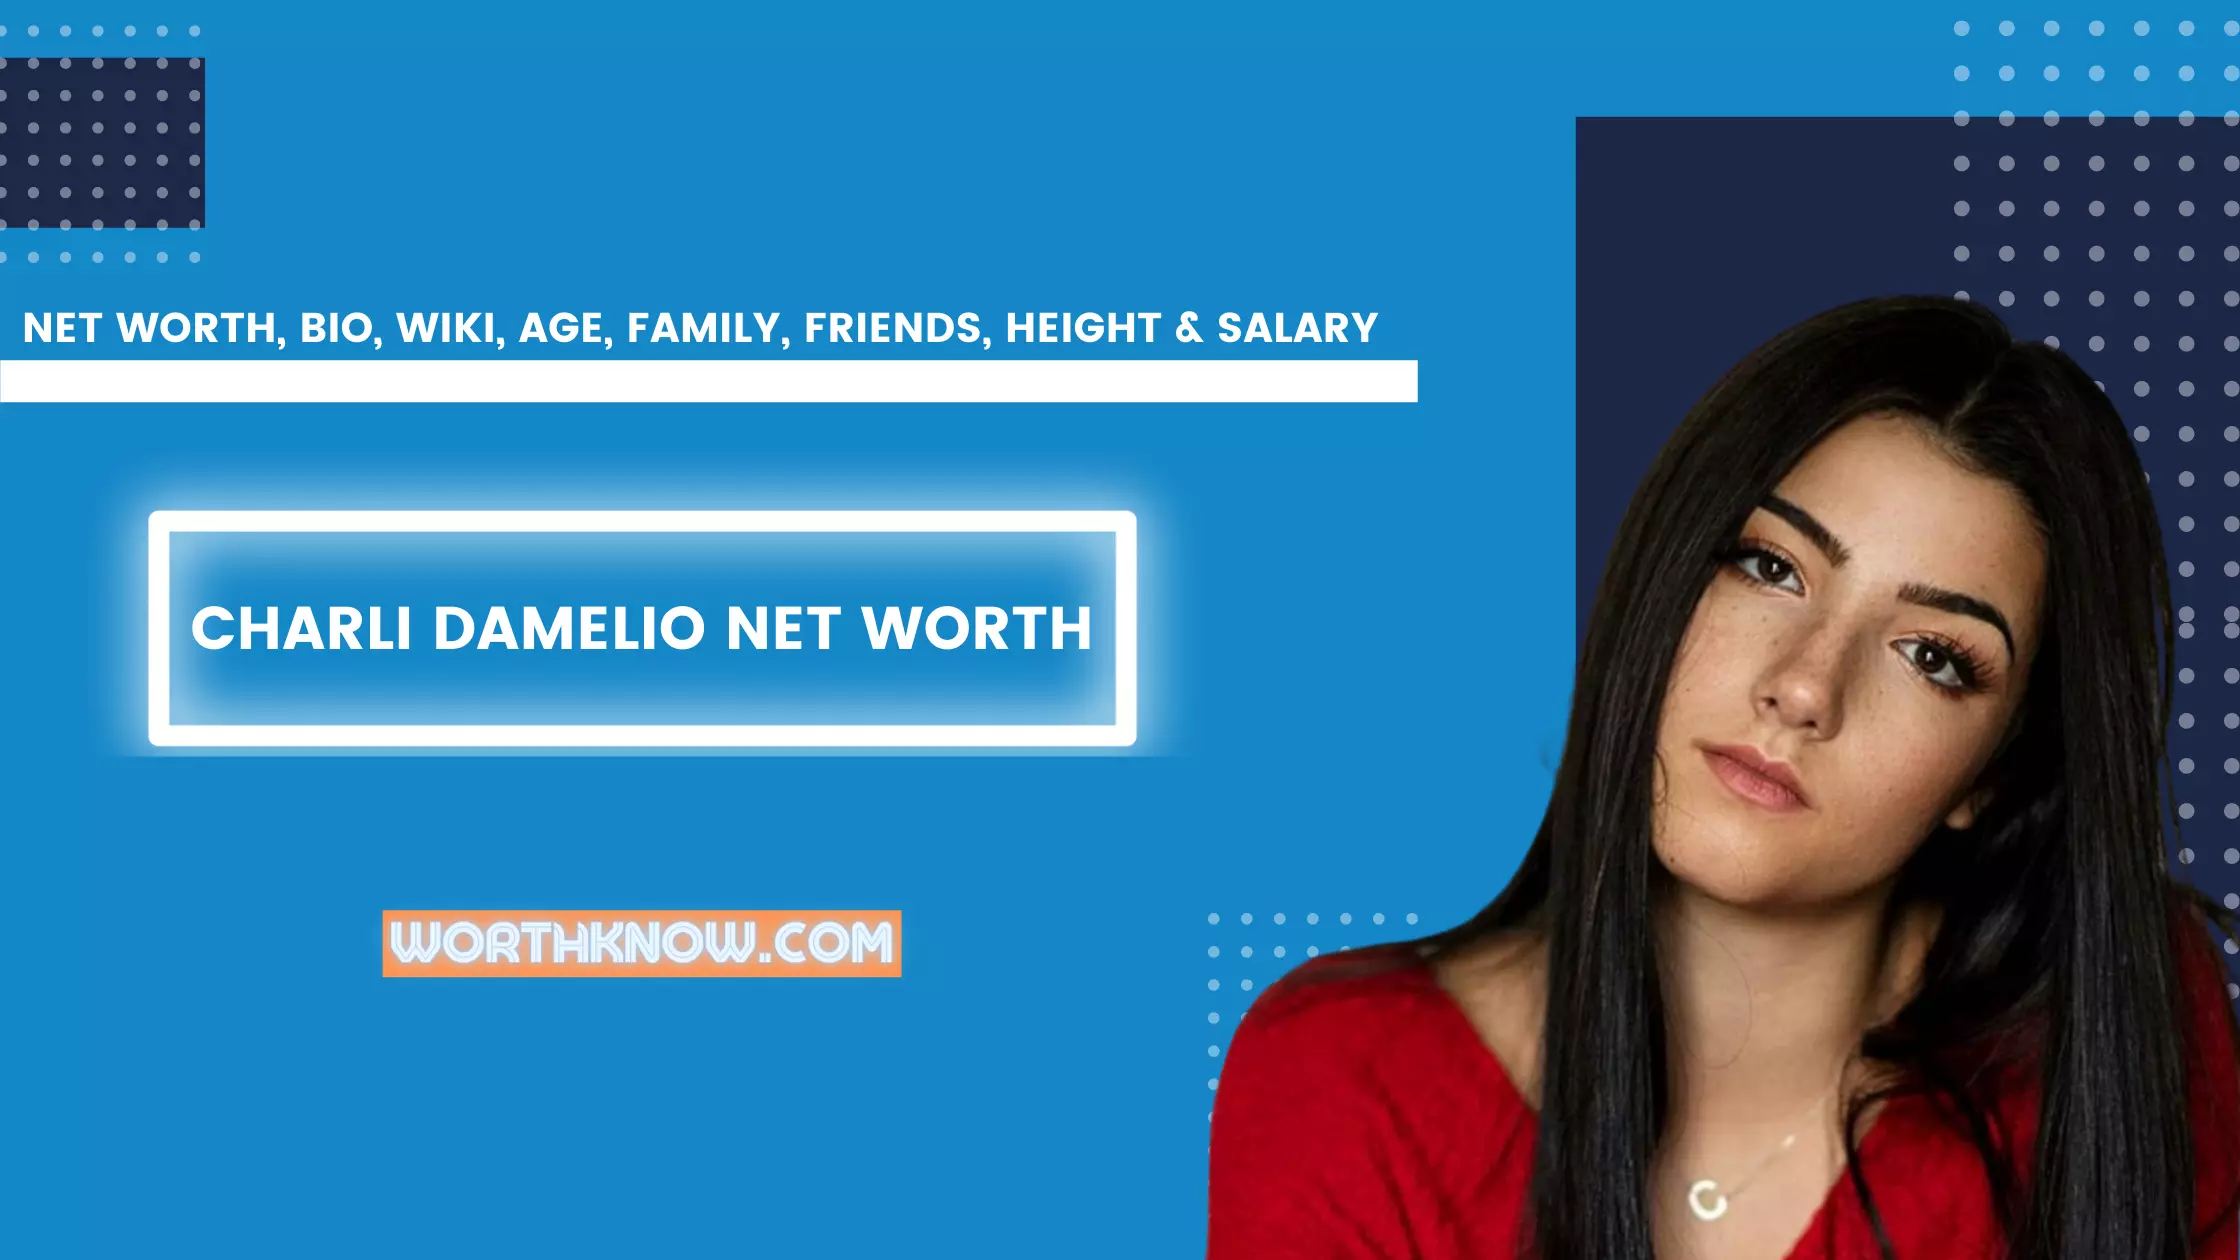 NET WORTH, BIO, WIKI, AGE, FAMILY, FRIENDS, HEIGHT & SALARY
CHARLI DAMELIO NET WORTH
WORTHKNOW.COM